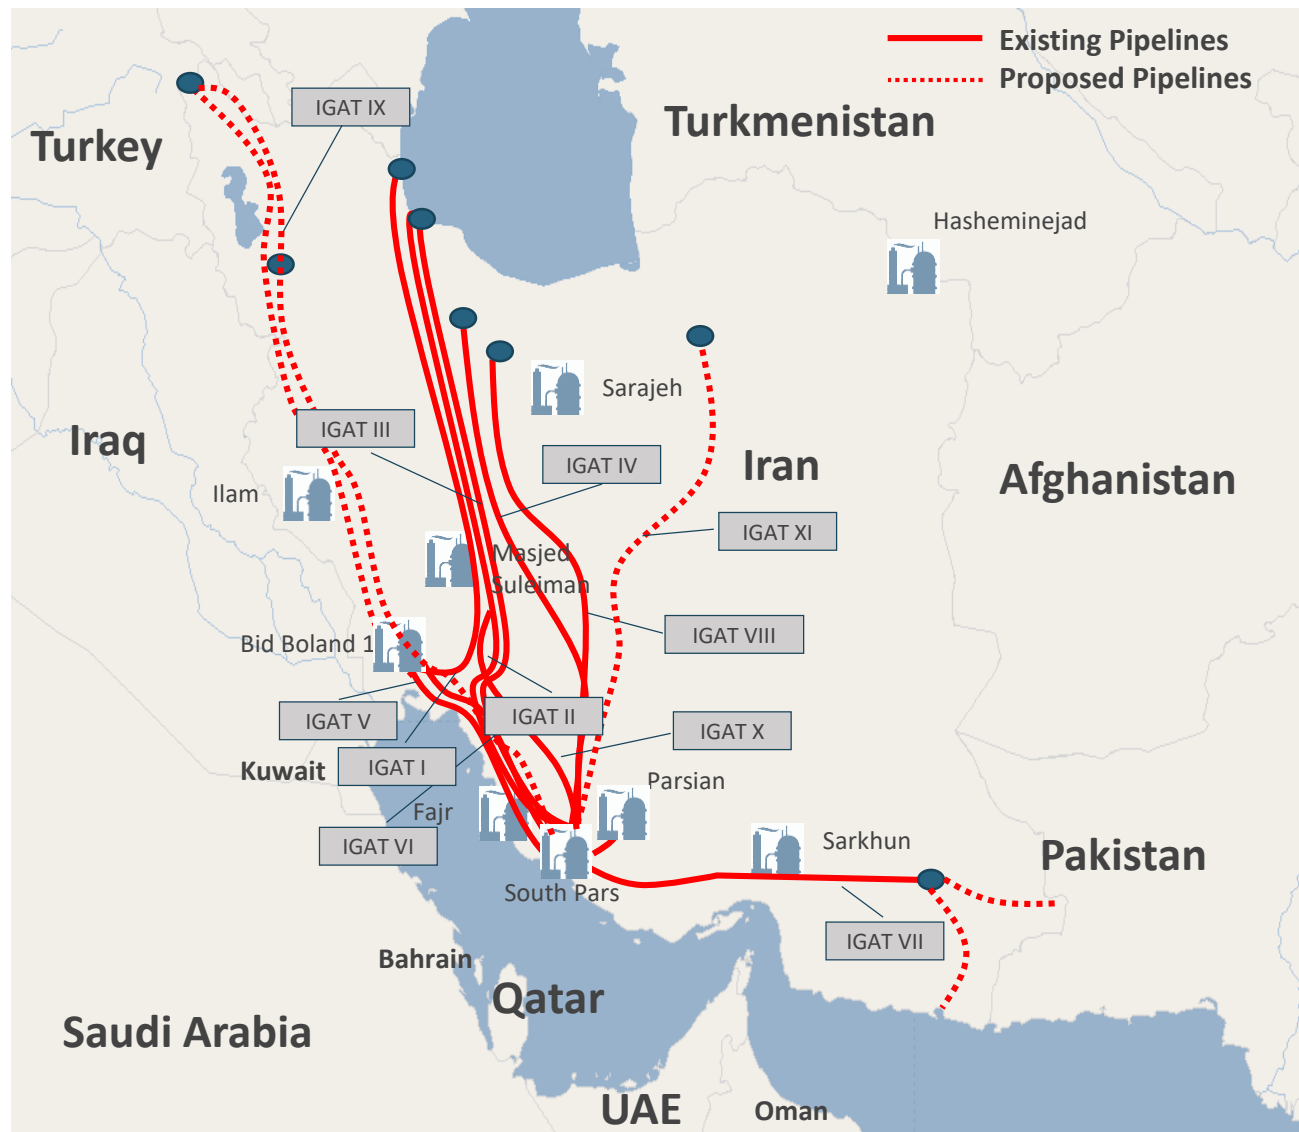 Existing Pipelines
Proposed Pipelines
IGAT IX
Turkmenistan
Turkey
Hasheminejad
Sarajeh
IGAT III
Iraq
IGAT IV
Iran
Afghanistan
Ilam
IGAT XI
Masjed
Suleiman
Bid Boland 1
IGAT VIII
IGAT V
IGAT II
IGAT X
Kuwait
IGAT I
Parsian
Fajr
IGAT VI
Sarkhun
Pakistan
South Pars
IGAT VII
Bahrain
Qatar
Saudi Arabia
UAE
Oman